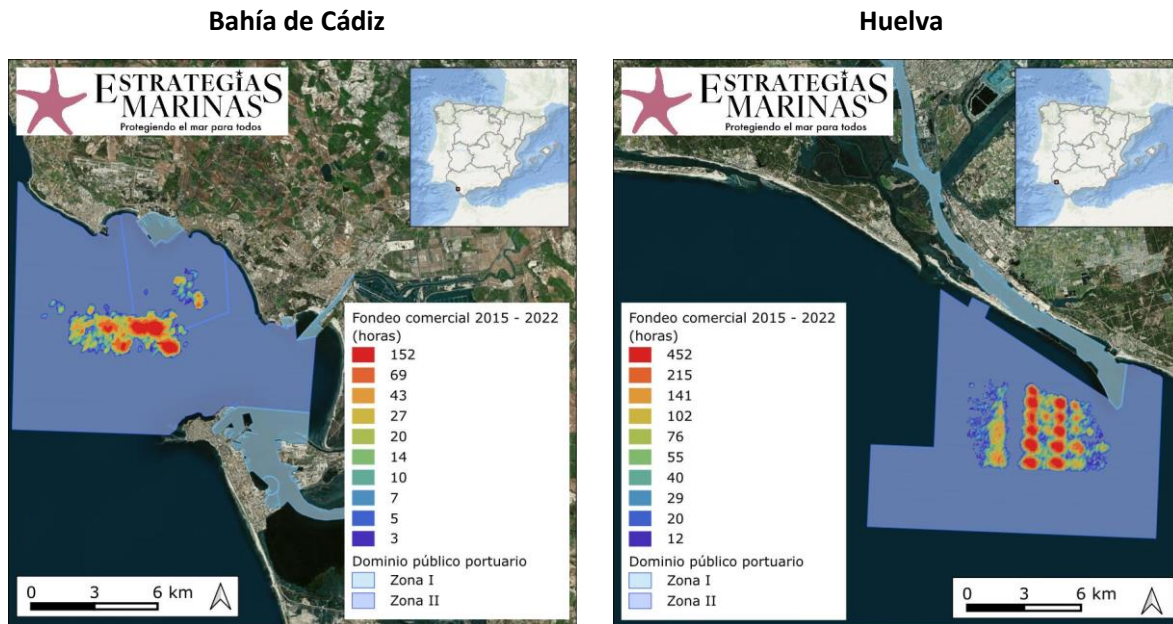 Bahía de Cádiz
ESTRATEGIAS
MARINAS
Protegiendo el mar para todos
Fondeo comercial 2015 - 2022
(horas)
152
69
43
27
20
14
10
7
5
3
Dominio público portuario
Zona I
Zona II
0 3 6 km
Huelva
ESTRATEGIAS
MARINAS
Protegiendo el mar para todos
Fondeo comercial 2015 - 2022
(horas)
452
215
141
102
76
55
40
29
20
12
Dominio público portuario
Zona I
Zona II
0 3 6 km